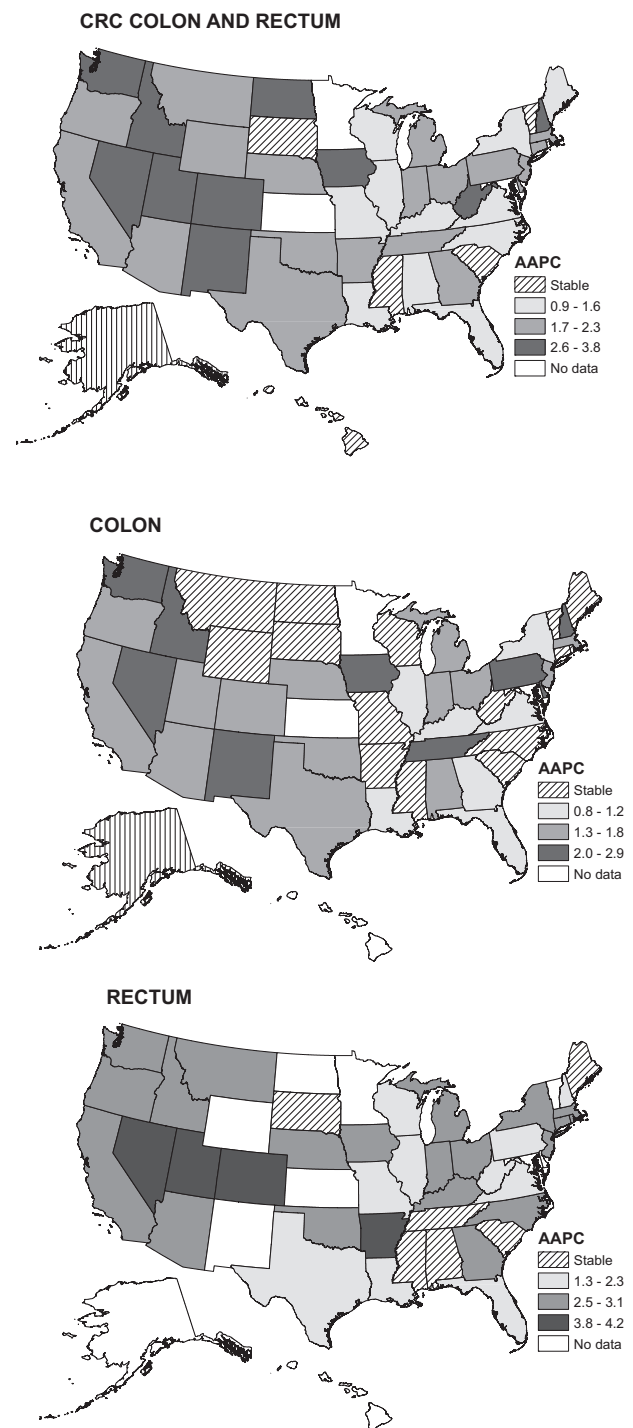 CRC COLON AND RECTUM
AAPC
Stable
0.9 - 1.6
1.7 - 2.3
2.6 - 3.8
No data
COLON
AAPC
Stable
0.8 - 1.2
1.3 - 1.8
2.0 - 2.9
No data
RECTUM
AAPC
Stable
1.3 - 2.3
2.5 - 3.1
3.8 - 4.2
No data